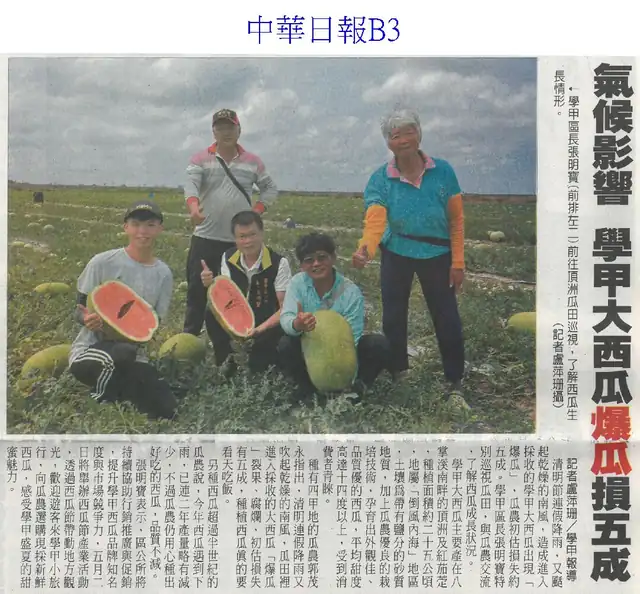 中華日報B3
氣候影響 學甲大西瓜爆瓜損五成
←學甲區長張明寶(前排左二)前往頂洲瓜田巡視,了解西瓜生
長情形。
(記者盧萍珊攝)
記者盧萍珊/學甲報導
清明節連假降雨,又颳
起乾燥的南風,造成進入
採收的學甲大西瓜出現「
爆瓜」,瓜農初估損失約
五成。學甲區長張明寶特
別巡視瓜田,與瓜農交流
,了解西瓜成長狀況。
學甲大西瓜主要產在八
掌溪南畔的頂洲及紅茄萣
,種植面積約二十五公頃
,地屬「倒風內海」地區
,土壤為帶有鹽分的砂質
地質,加上瓜農優良的栽
培技術,孕育出外觀佳、
品質優的西瓜,平均甜度
高達十四度以上,受到消
費者青睞。
種有四甲地的瓜農郭茂
永指出,清明連假降雨又
吹起乾燥的南風,瓜田裡
進入採收的大西瓜「爆瓜
」裂果、腐爛,初估損失
有五成,種植西瓜真的要
看天吃飯。
另種西瓜超過半世紀的
瓜農說,今年西瓜遇到下
雨,已連二年產量皆有減
少,不過瓜農仍用心種出
好吃的西瓜,品質不減。
張明寶表示,區公所將
持續協助行銷推廣與促銷
,提升學甲西瓜品牌知名
度與市場競爭力,五月二
日將舉辦西瓜節產業活動
,透過西瓜節帶動地方觀
光,歡迎遊客來學甲小旅
行,向瓜農選購現採新鮮
西瓜,感受學甲盛夏的甜
蜜魅力。